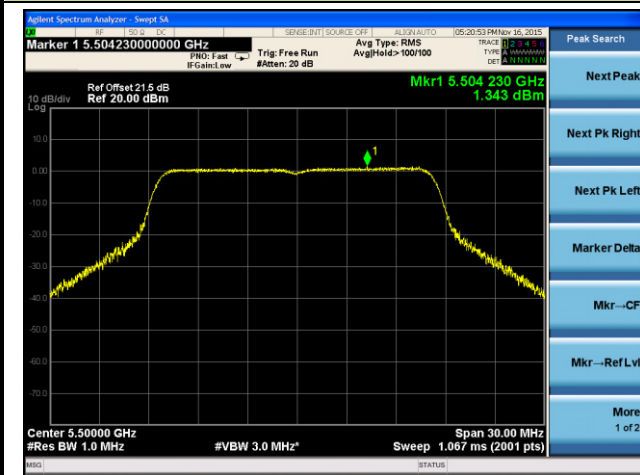 Agilent Spectrum Analyzer - Swept SA
RF 50 Ω DC SENSE:INT SOURCE OFF ALIGN AUTO 05:20:53 PM Nov 16, 2015
Marker 1 5.504230000000 GHz
PNO: Fast
IFGain:Low
Trig: Free Run
#Atten: 20 dB
Avg Type: RMS
Avg|Hold:>100/100
TRACE 1 2 3 4 5 6
TYPE A WWWWW
DET A N N N N N
Peak Search
Mkr1 5.504 230 GHz
1.343 dBm
Ref Offset 21.5 dB
10 dB/div Ref 20.00 dBm
Log
10.0
0.00
-10.0
-20.0
-30.0
-40.0
-50.0
-60.0
-70.0
1
Center 5.50000 GHz
Span 30.00 MHz
#Res BW 1.0 MHz
#VBW 3.0 MHz*
Sweep 1.067 ms (2001 pts)
MSG
STATUS
Next Peak
Next Pk Right
Next Pk Left
Marker Delta
Mkr→CF
Mkr→Ref Lvl
More
1 of 2